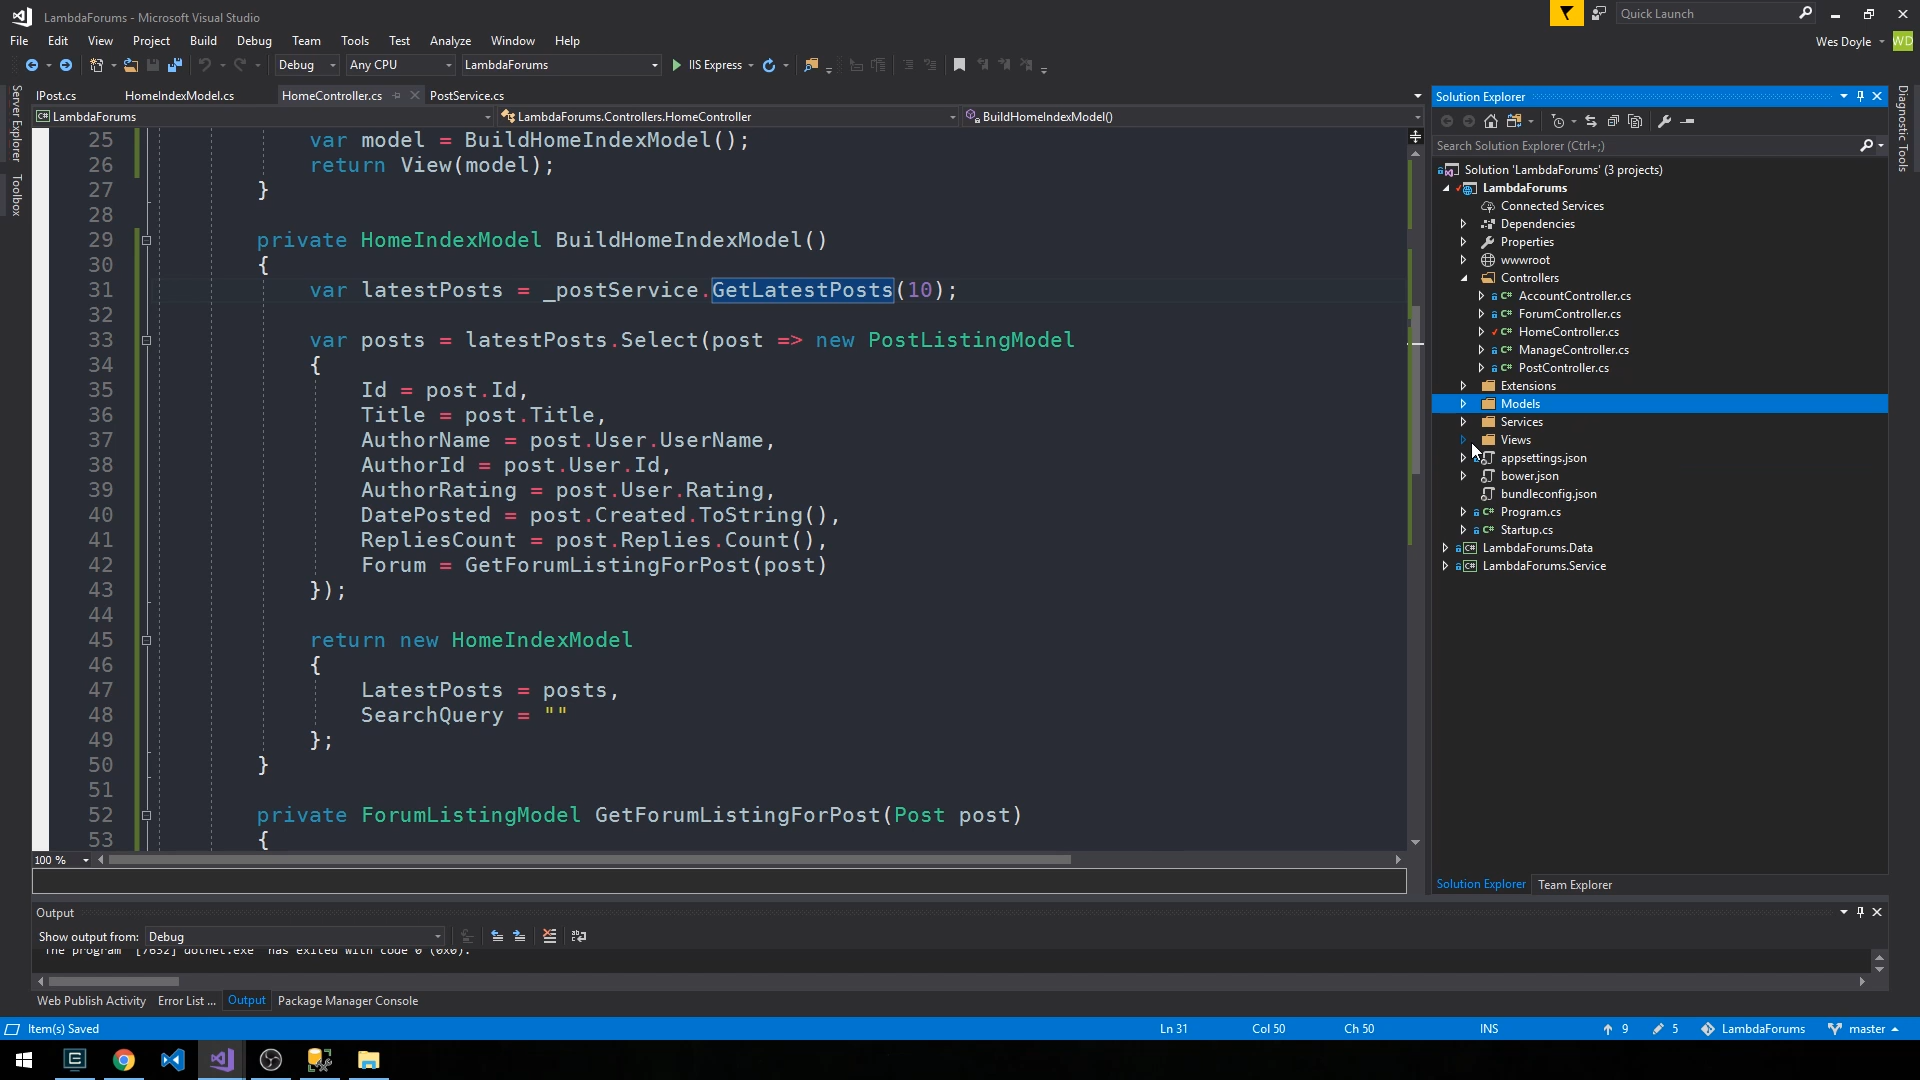 LambdaForums - Microsoft Visual Studio
Quick Launch
File Edit View Project Build Debug Team Tools Test Analyze Window Help
Wes Doyle WD
Debug Any CPU LambdaForums IIS Express
Server Explorer
Toolbox
IPost.cs HomeIndexModel.cs HomeController.cs PostService.cs
LambdaForums LambdaForums.Controllers.HomeController BuildHomeIndexModel()
25 var model = BuildHomeIndexModel();
26 return View(model);
27 }
28
29 private HomeIndexModel BuildHomeIndexModel()
30 {
31 var latestPosts = _postService.GetLatestPosts(10);
32
33 var posts = latestPosts.Select(post => new PostListingModel
34 {
35 Id = post.Id,
36 Title = post.Title,
37 AuthorName = post.User.UserName,
38 AuthorId = post.User.Id,
39 AuthorRating = post.User.Rating,
40 DatePosted = post.Created.ToString(),
41 RepliesCount = post.Replies.Count(),
42 Forum = GetForumListingForPost(post)
43 });
44
45 return new HomeIndexModel
46 {
47 LatestPosts = posts,
48 SearchQuery = ""
49 };
50 }
51
52 private ForumListingModel GetForumListingForPost(Post post)
53 {
100 %
Solution Explorer
Search Solution Explorer (Ctrl+;)
Solution 'LambdaForums' (3 projects)
LambdaForums
Connected Services
Dependencies
Properties
wwwroot
Controllers
C# AccountController.cs
C# ForumController.cs
C# HomeController.cs
C# ManageController.cs
C# PostController.cs
Extensions
Models
Services
Views
appsettings.json
bower.json
bundleconfig.json
C# Program.cs
C# Startup.cs
C# LambdaForums.Data
C# LambdaForums.Service
Solution Explorer Team Explorer
Diagnostic Tools
Output
Show output from: Debug
The program '[7652] dotnet.exe' has exited with code 0 (0x0).
Web Publish Activity Error List ... Output Package Manager Console
Item(s) Saved Ln 31 Col 50 Ch 50 INS 9 5 LambdaForums master